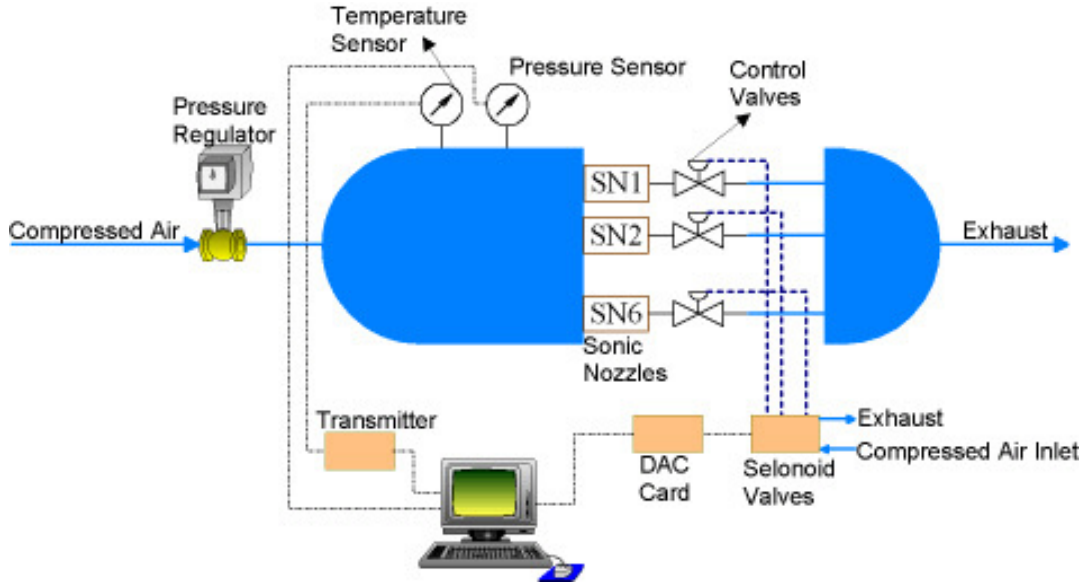 Temperature
Sensor
Pressure Sensor
Control
Valves
Pressure
Regulator
SN1
Compressed Air
SN2
Exhaust
SN6
Sonic
Nozzles
Transmitter
Exhaust
Compressed Air Inlet
DAC
Card
Selonoid
Valves